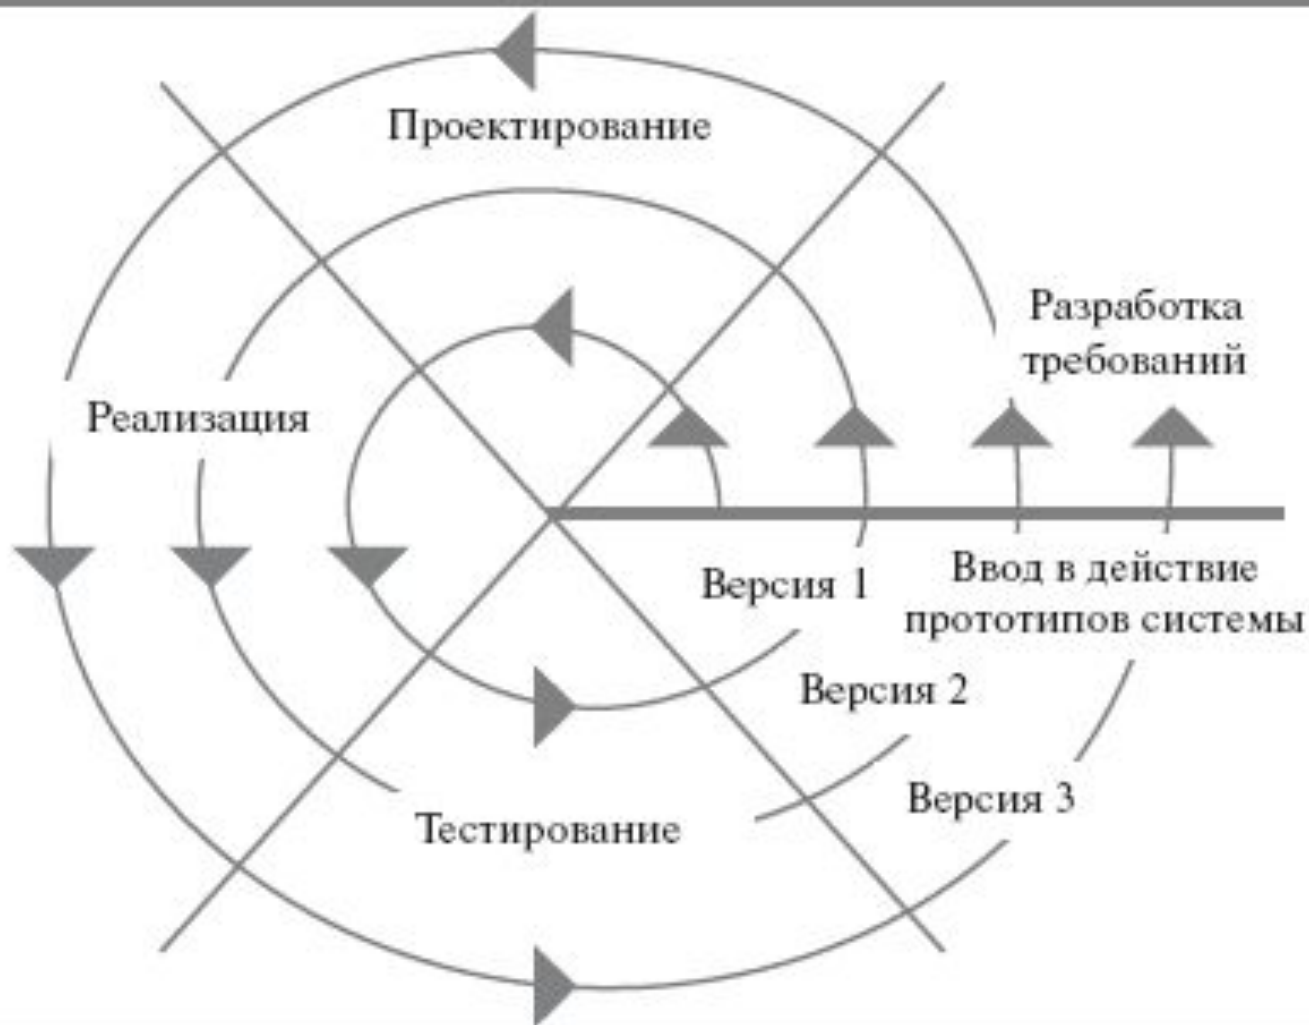 Проектирование
Разработка
требований
Реализация
Версия 1
Ввод в действие
прототипов системы
Версия 2
Версия 3
Тестирование